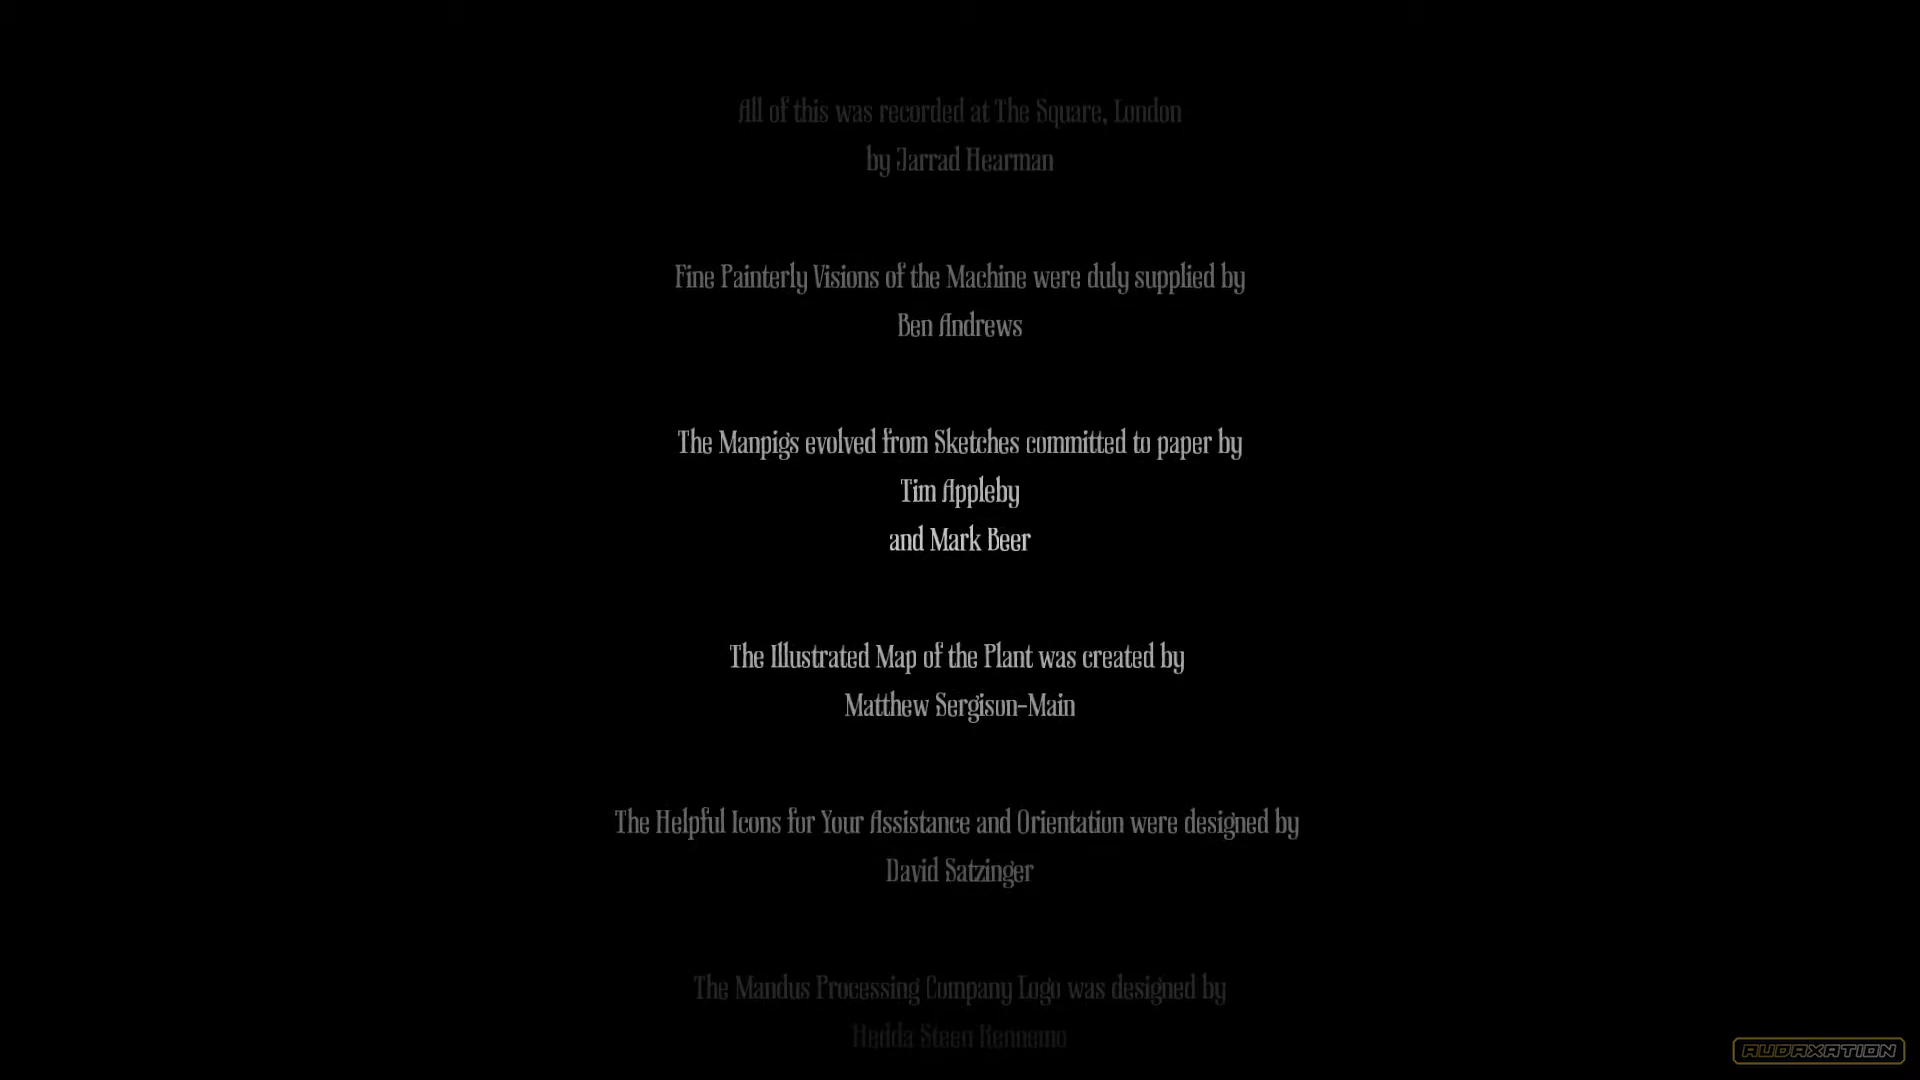 All of this was recorded at The Square, London
by Jarrad Hearman
Fine Painterly Visions of the Machine were duly supplied by
Ben Andrews
The Manpigs evolved from Sketches committed to paper by
Tim Appleby
and Mark Beer
The Illustrated Map of the Plant was created by
Matthew Sergison-Main
The Helpful Icons for Your Assistance and Orientation were designed by
David Satzinger
The Mandus Processing Company Logo was designed by
Hedda Steen Rennemo
AUDAXATION